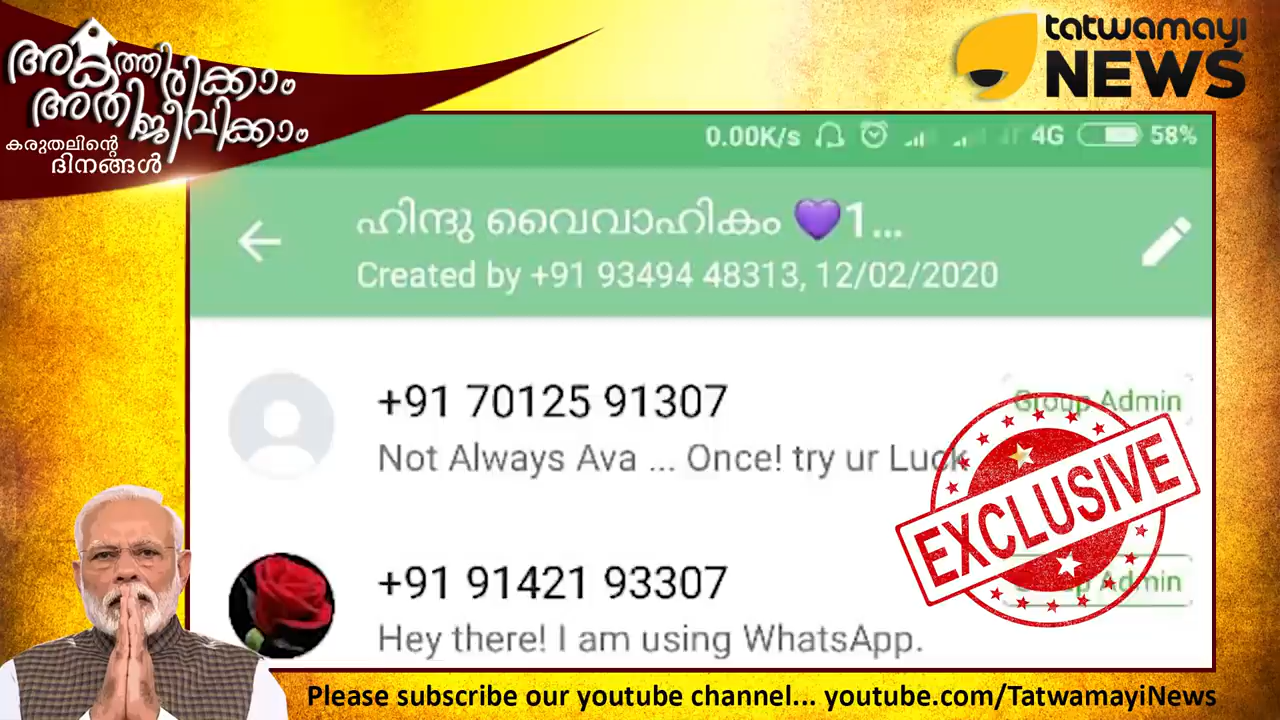 അകത്തിരിക്കാം
അതിജീവിക്കാം
കരുതലിന്റെ
ദിനങ്ങൾ
tatwamayi
NEWS
0.00K/s 4G 58%
ഹിന്ദു വൈവാഹികം 💜1...
Created by +91 93494 48313, 12/02/2020
+91 70125 91307
Group Admin
Not Always Ava ... Once! try ur Luck
EXCLUSIVE
+91 91421 93307
Group Admin
Hey there! I am using WhatsApp.
Please subscribe our youtube channel... youtube.com/TatwamayiNews